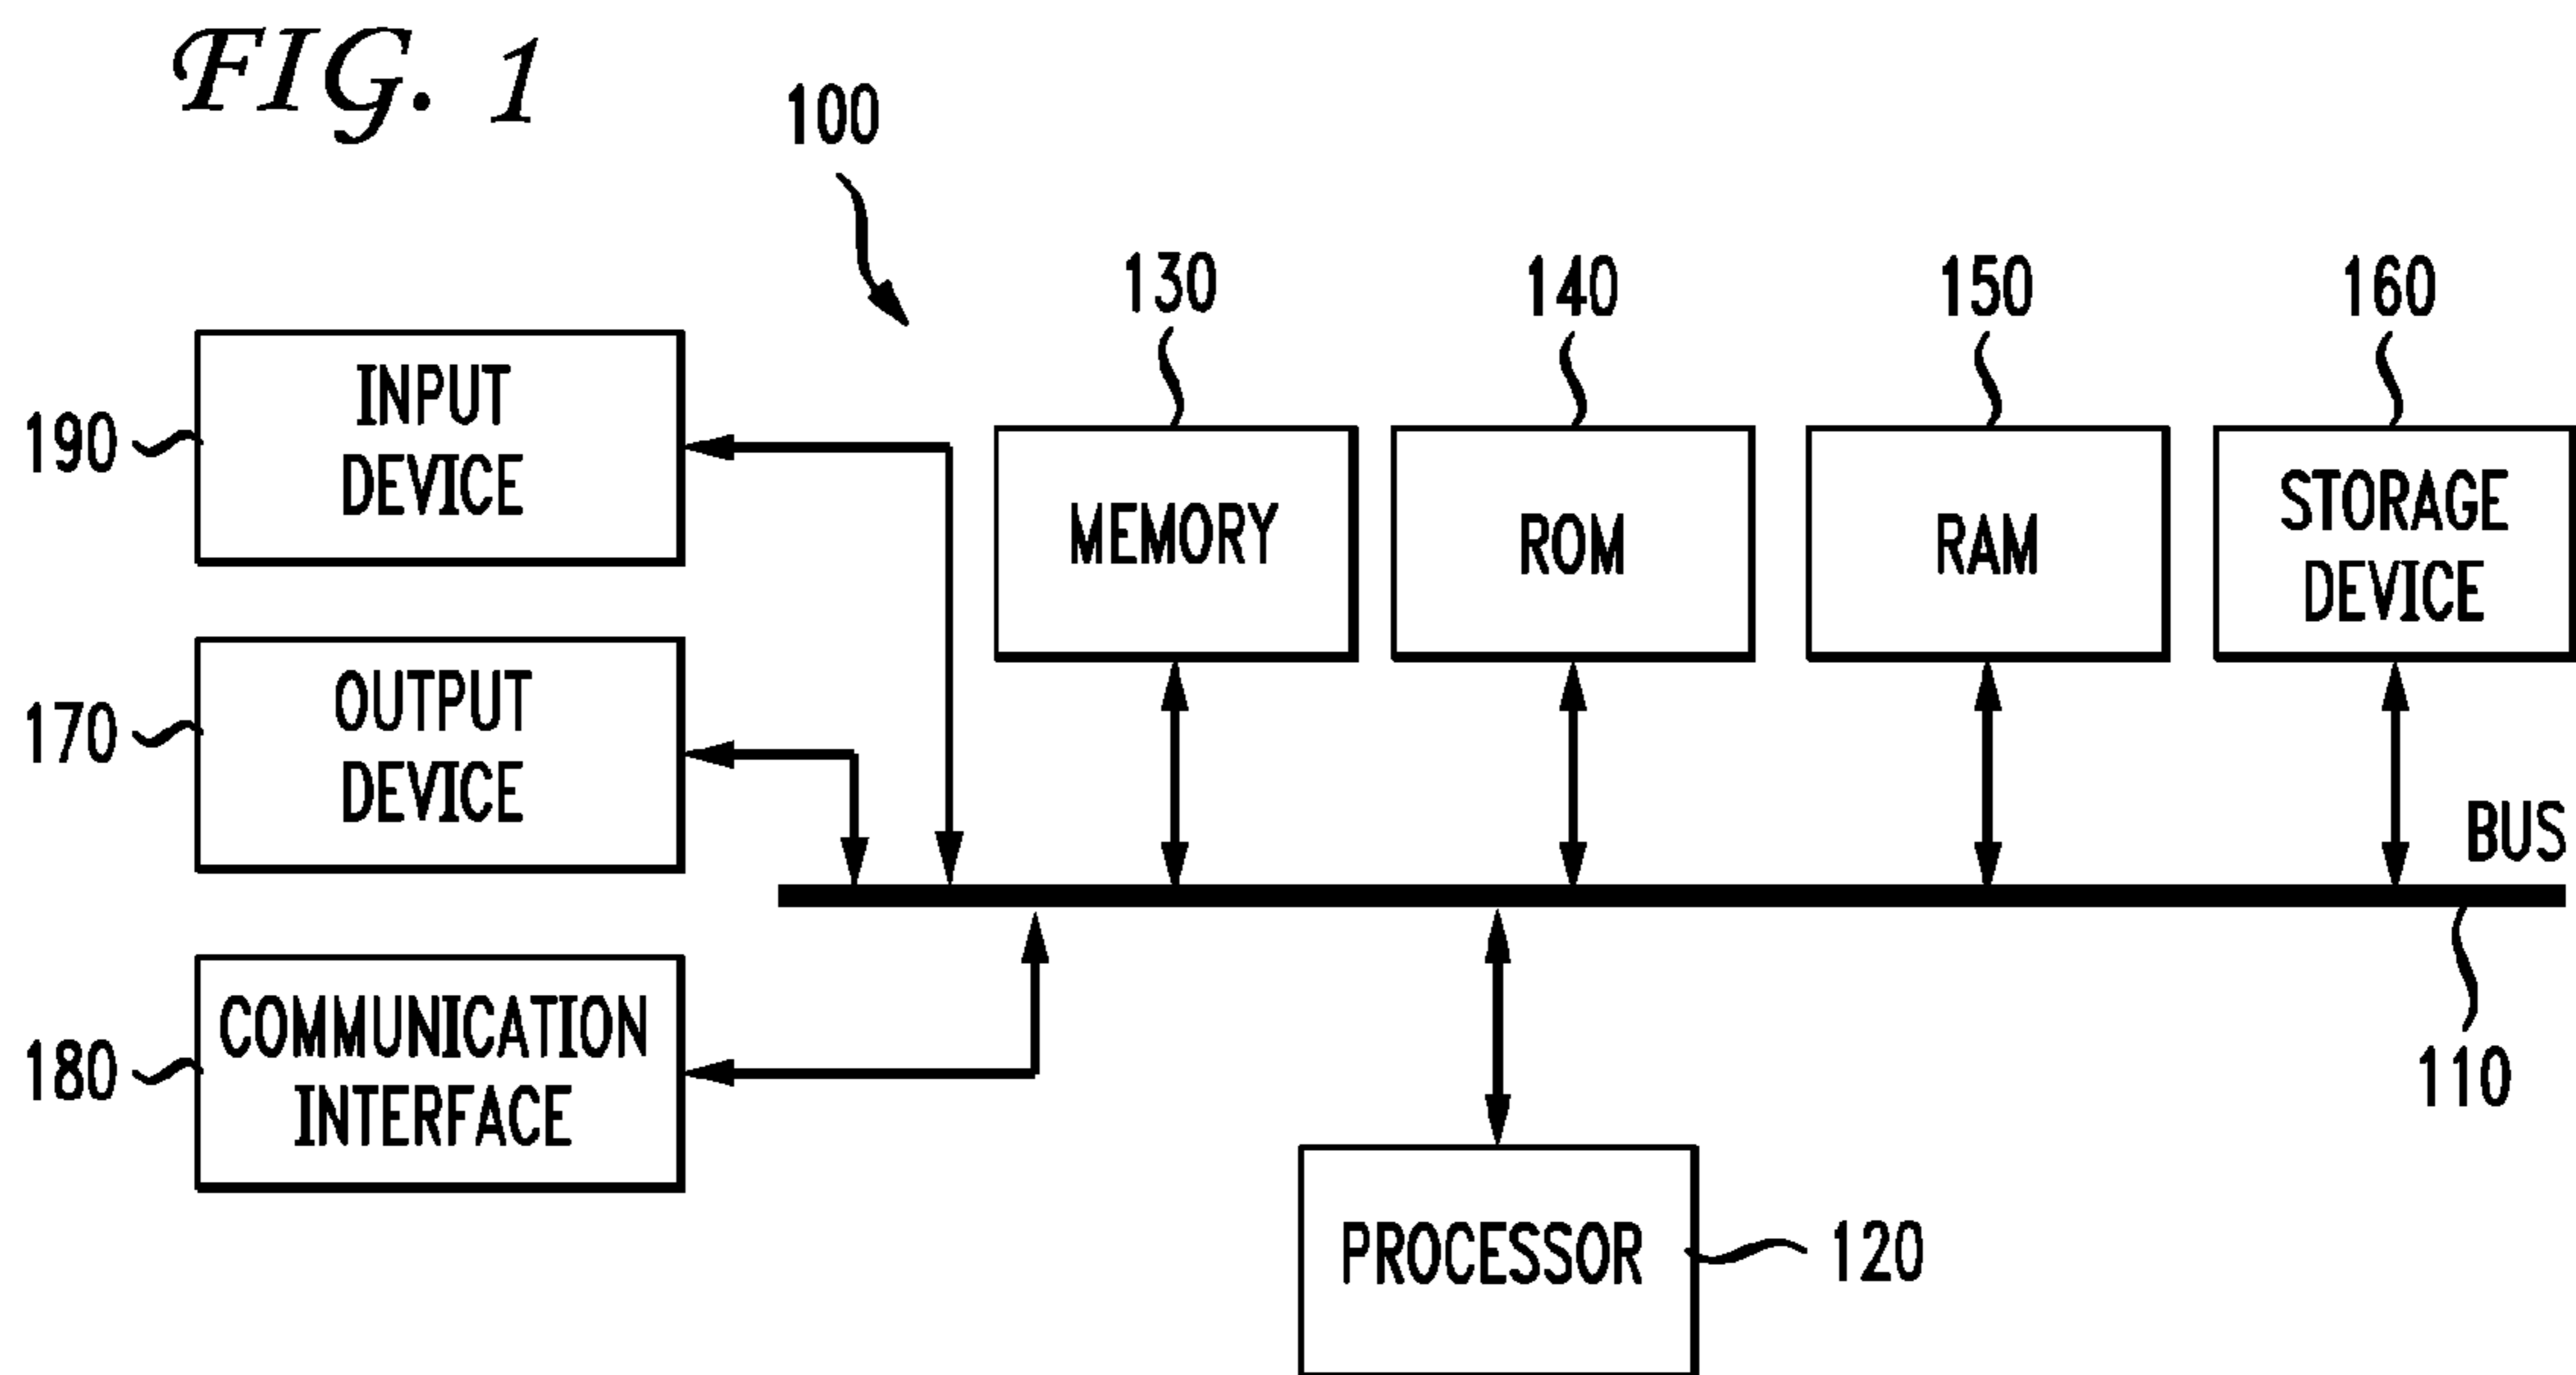 FIG. 1
100
130
140
150
160
190
INPUT
DEVICE
MEMORY
ROM
RAM
STORAGE
DEVICE
170
OUTPUT
DEVICE
BUS
180
COMMUNICATION
INTERFACE
110
PROCESSOR
120